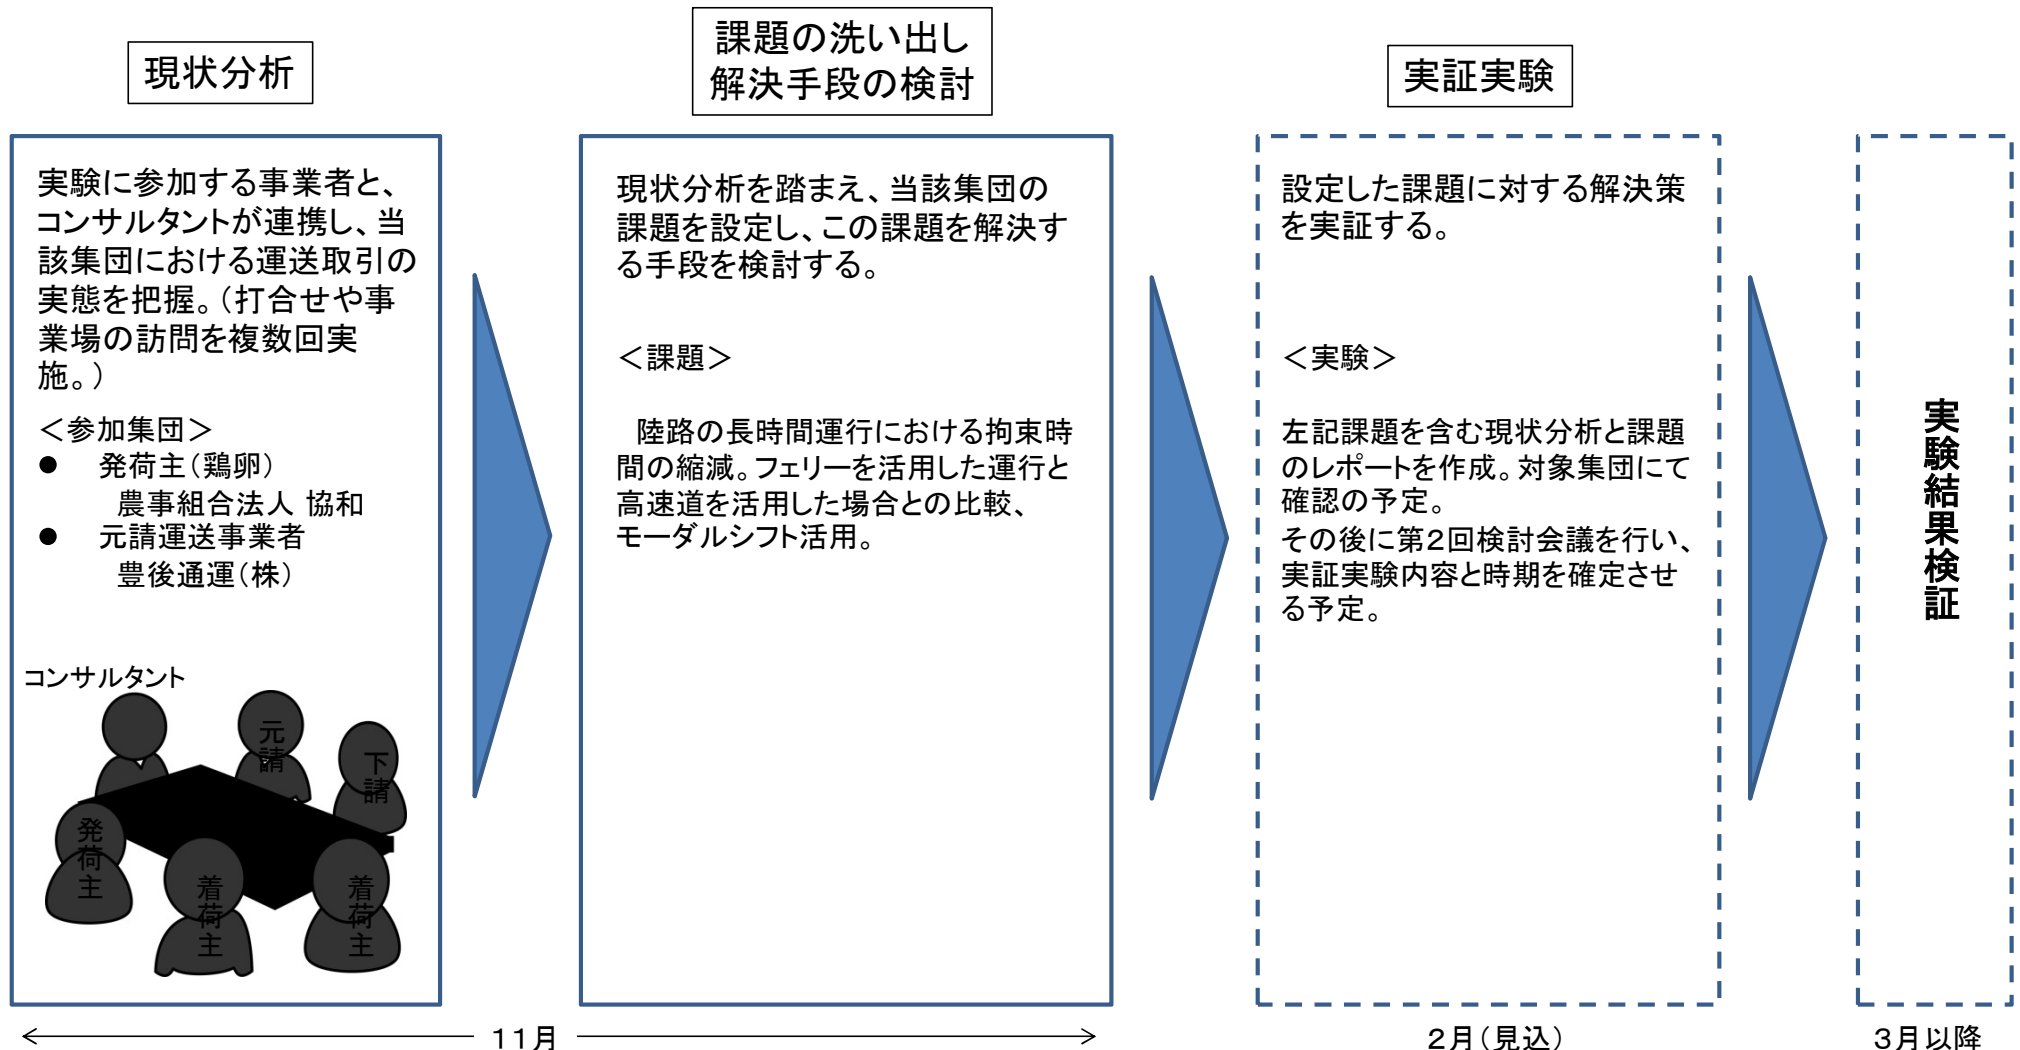 現状分析
実験に参加する事業者と、
コンサルタントが連携し、当
該集団における運送取引の
実態を把握。（打合せや事
業場の訪問を複数回実
施。）
＜参加集団＞
● 発荷主（鶏卵）
農事組合法人 協和
● 元請運送事業者
豊後通運（株）
コンサルタント
元請
下請
発荷主
着荷主
着荷主
課題の洗い出し
解決手段の検討
現状分析を踏まえ、当該集団の
課題を設定し、この課題を解決す
る手段を検討する。
＜課題＞
陸路の長時間運行における拘束時
間の縮減。フェリーを活用した運行と
高速道を活用した場合との比較、
モーダルシフト活用。
実証実験
設定した課題に対する解決策
を実証する。
＜実験＞
左記課題を含む現状分析と課題
のレポートを作成。対象集団にて
確認の予定。
その後に第２回検討会議を行い、
実証実験内容と時期を確定させ
る予定。
実験結果検証
１１月
２月（見込）
３月以降